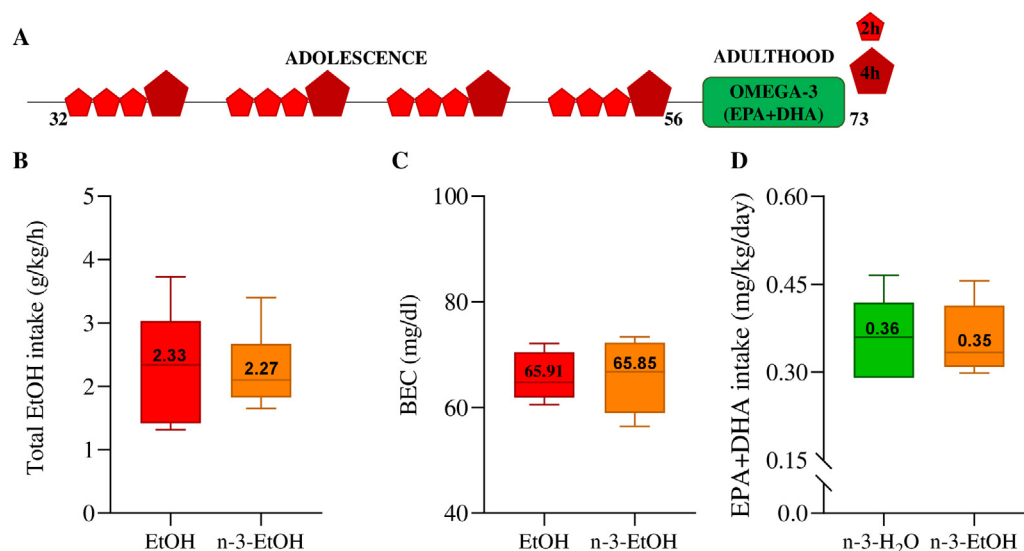 A
2h
ADOLESCENCE
ADULTHOOD
4h
OMEGA-3
(EPA+DHA)
32
56
73
B
Total EtOH intake (g/kg/h)
5
4
3
2
1
0
2.33
2.27
EtOH
n-3-EtOH
C
BEC (mg/dl)
100
80
60
40
65.91
65.85
EtOH
n-3-EtOH
D
EPA+DHA intake (mg/kg/day)
0.60
0.45
0.30
0.15
0.0
0.36
0.35
n-3-H₂O
n-3-EtOH